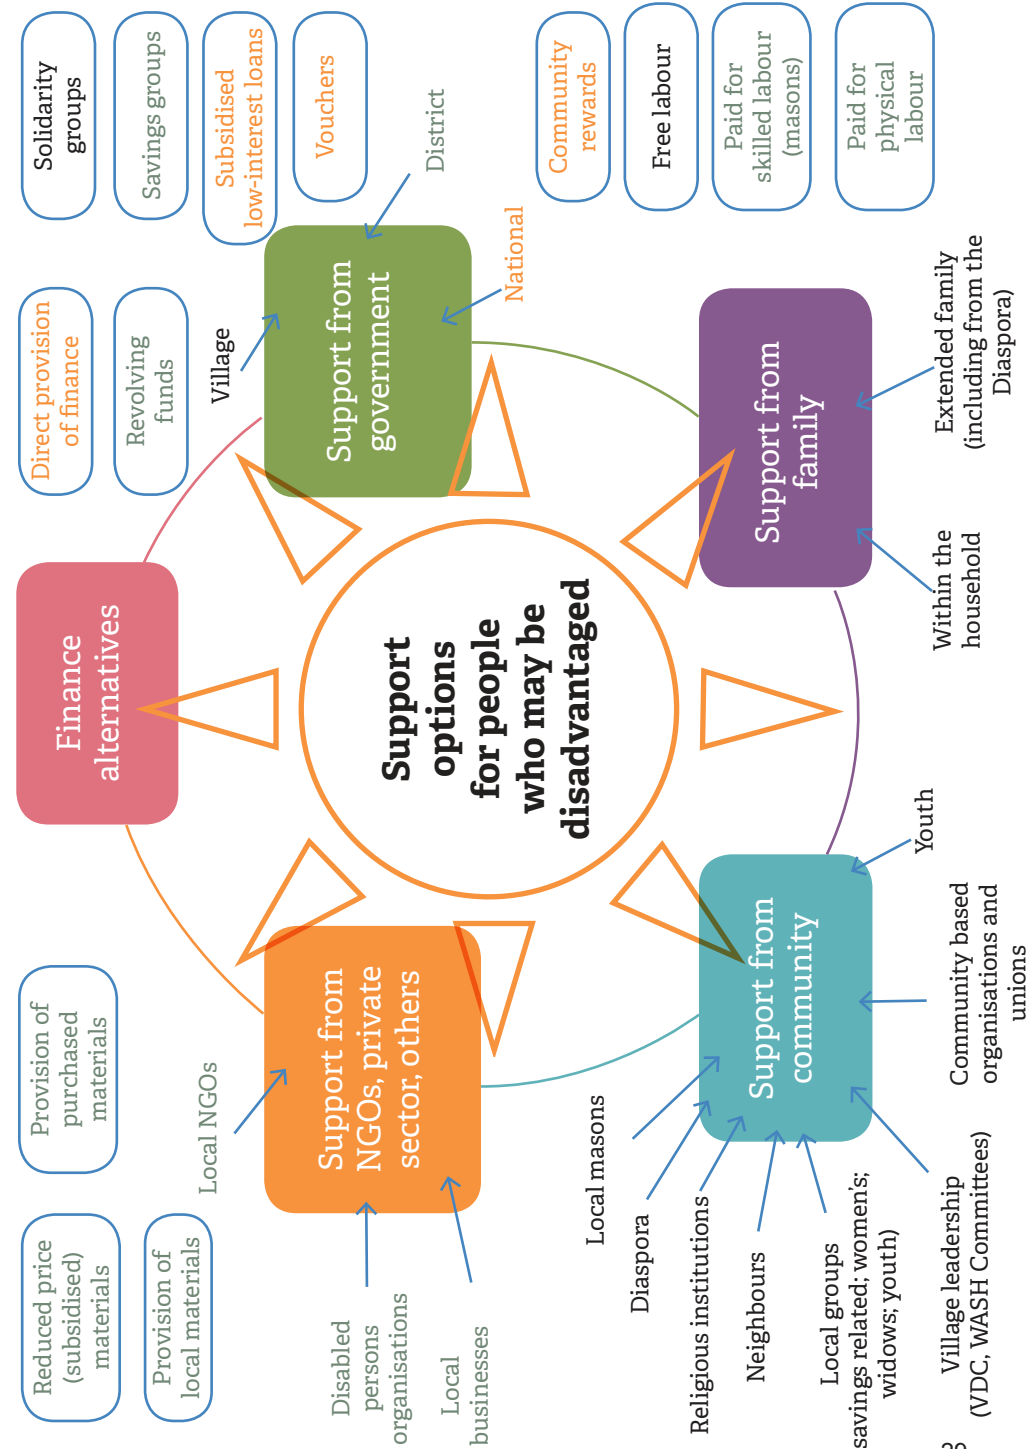 Support
options
for people
who may be
disadvantaged
Finance
alternatives
Direct provision
of finance
Revolving
funds
Solidarity
groups
Savings groups
Subsidised
low-interest loans
Vouchers
Support from
government
Village
District
National
Community
rewards
Free labour
Paid for
skilled labour
(masons)
Paid for
physical
labour
Support from
family
Extended family
(including from the
Diaspora)
Within the
household
Support from
community
Youth
Community based
organisations and
unions
Village leadership
(VDC, WASH Committees)
Local groups
savings related; women's;
widows; youth)
Neighbours
Religious institutions
Diaspora
Local masons
Support from
NGOs, private
sector, others
Local NGOs
Disabled
persons
organisations
Local
businesses
Reduced price
(subsidised)
materials
Provision of
local materials
Provision of
purchased
materials